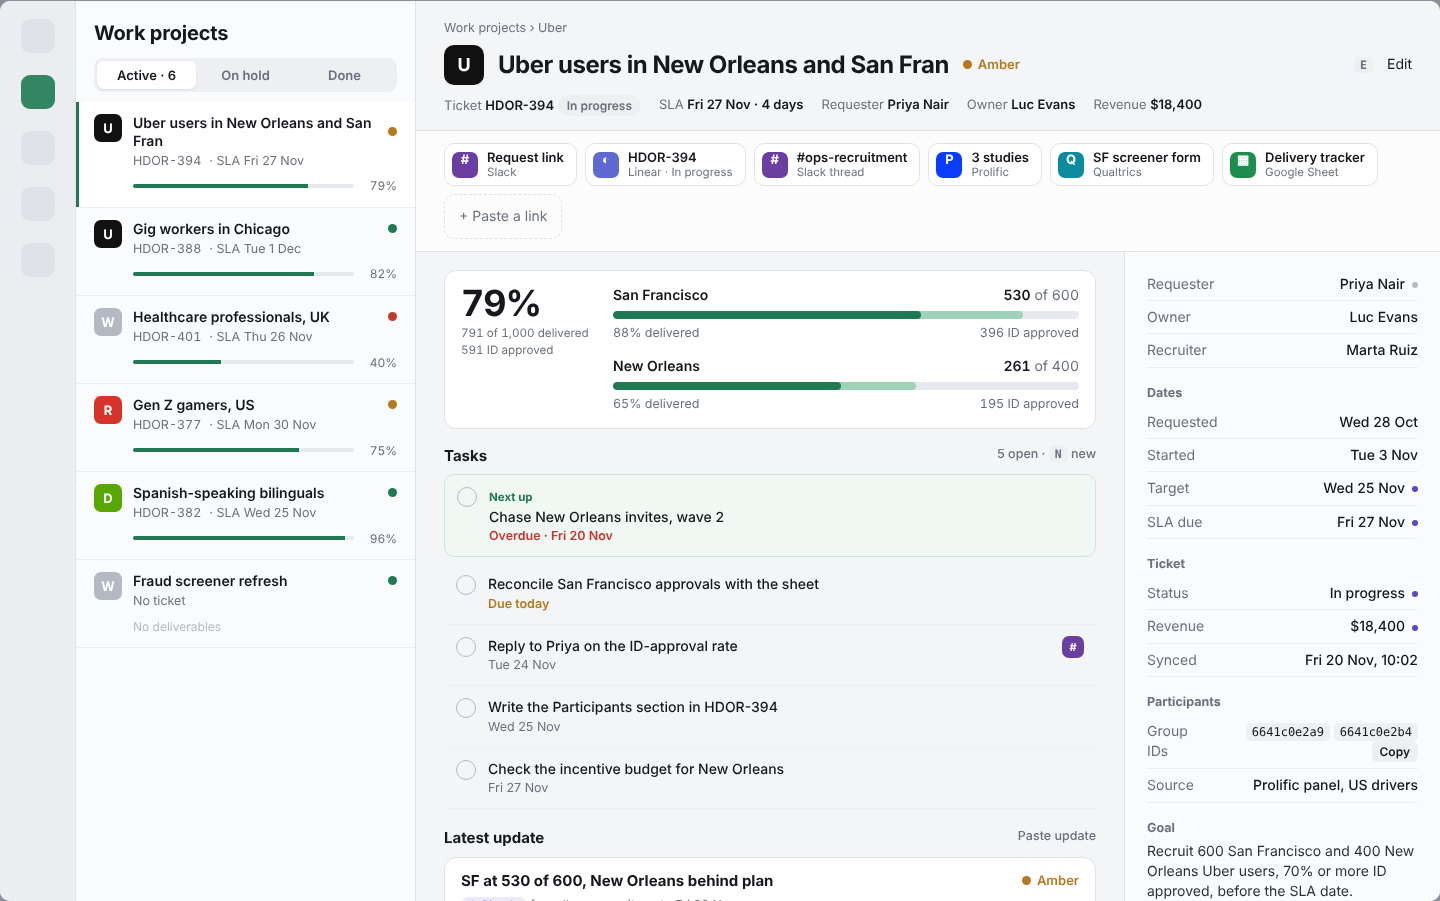 Work projects
Active · 6
On hold
Done
U
Uber users in New Orleans and San Fran
HDOR-394 · SLA Fri 27 Nov
79%
U
Gig workers in Chicago
HDOR-388 · SLA Tue 1 Dec
82%
W
Healthcare professionals, UK
HDOR-401 · SLA Thu 26 Nov
40%
R
Gen Z gamers, US
HDOR-377 · SLA Mon 30 Nov
75%
D
Spanish-speaking bilinguals
HDOR-382 · SLA Wed 25 Nov
96%
W
Fraud screener refresh
No ticket
No deliverables
Work projects › Uber
U
Uber users in New Orleans and San Fran
Amber
E Edit
Ticket HDOR-394 In progress
SLA Fri 27 Nov · 4 days
Requester Priya Nair
Owner Luc Evans
Revenue $18,400
# Request link
Slack
HDOR-394
Linear · In progress
# #ops-recruitment
Slack thread
P 3 studies
Prolific
Q SF screener form
Qualtrics
Delivery tracker
Google Sheet
+ Paste a link
79%
791 of 1,000 delivered
591 ID approved
San Francisco 530 of 600
88% delivered 396 ID approved
New Orleans 261 of 400
65% delivered 195 ID approved
Tasks
5 open · N new
Next up
Chase New Orleans invites, wave 2
Overdue · Fri 20 Nov
Reconcile San Francisco approvals with the sheet
Due today
Reply to Priya on the ID-approval rate
Tue 24 Nov
#
Write the Participants section in HDOR-394
Wed 25 Nov
Check the incentive budget for New Orleans
Fri 27 Nov
Latest update
Paste update
SF at 530 of 600, New Orleans behind plan
Amber
Requester Priya Nair
Owner Luc Evans
Recruiter Marta Ruiz
Dates
Requested Wed 28 Oct
Started Tue 3 Nov
Target Wed 25 Nov
SLA due Fri 27 Nov
Ticket
Status In progress
Revenue $18,400
Synced Fri 20 Nov, 10:02
Participants
Group IDs 6641c0e2a9 6641c0e2b4
Copy
Source Prolific panel, US drivers
Goal
Recruit 600 San Francisco and 400 New
Orleans Uber users, 70% or more ID
approved, before the SLA date.